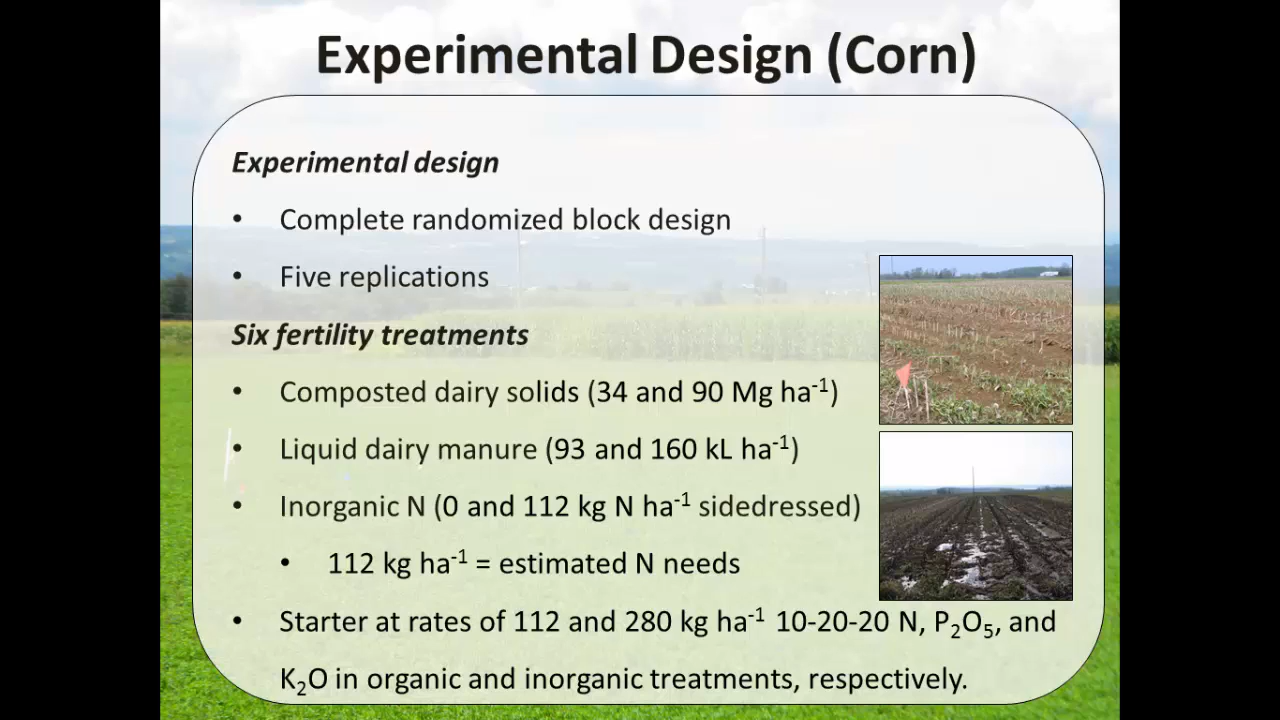 Experimental Design (Corn)
Experimental design
• Complete randomized block design
• Five replications
Six fertility treatments
• Composted dairy solids (34 and 90 Mg ha⁻¹)
• Liquid dairy manure (93 and 160 kL ha⁻¹)
• Inorganic N (0 and 112 kg N ha⁻¹ sidedressed)
• 112 kg ha⁻¹ = estimated N needs
• Starter at rates of 112 and 280 kg ha⁻¹ 10-20-20 N, P₂O₅, and
K₂O in organic and inorganic treatments, respectively.